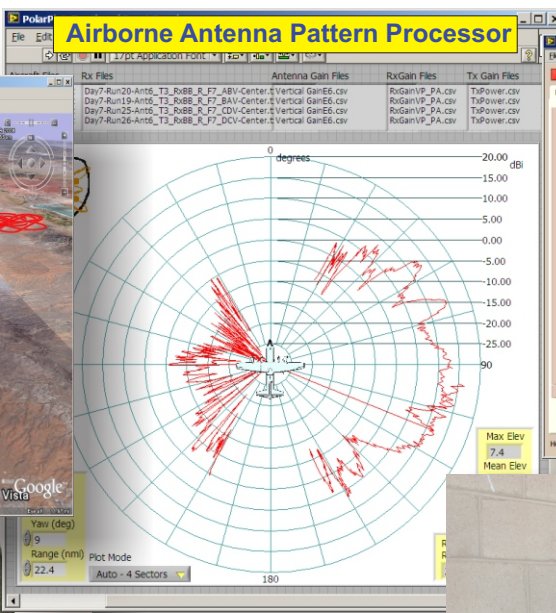 Airborne Antenna Pattern Processor
PolarP
File Edit
17pt Application Font
Rx Files Antenna Gain Files RxGain Files Tx Gain Files
Day7-Run20-Ant6_T3_RxBB_R_F7_ABV-Center.t Vertical GainE6.csv RxGainVP_PA.csv TxPower.csv
Day7-Run19-Ant6_T3_RxBB_R_F7_BAV-Center.t Vertical GainE6.csv RxGainVP_PA.csv TxPower.csv
Day7-Run25-Ant6_T3_RxBB_R_F7_CDV-Center.t Vertical GainE6.csv RxGainVP_PA.csv TxPower.csv
Day7-Run26-Ant6_T3_RxBB_R_F7_DCV-Center.t Vertical GainE6.csv RxGainVP_PA.csv TxPower.csv
0
degrees
20.00 dBi
15.00
10.00
5.00
0.00
-5.00
-10.00
-15.00
-20.00
-25.00
90
Max Elev
7.4
Mean Elev
Google
Vista
Yaw (deg)
9
Range (nmi)
22.4
Plot Mode
Auto - 4 Sectors
180